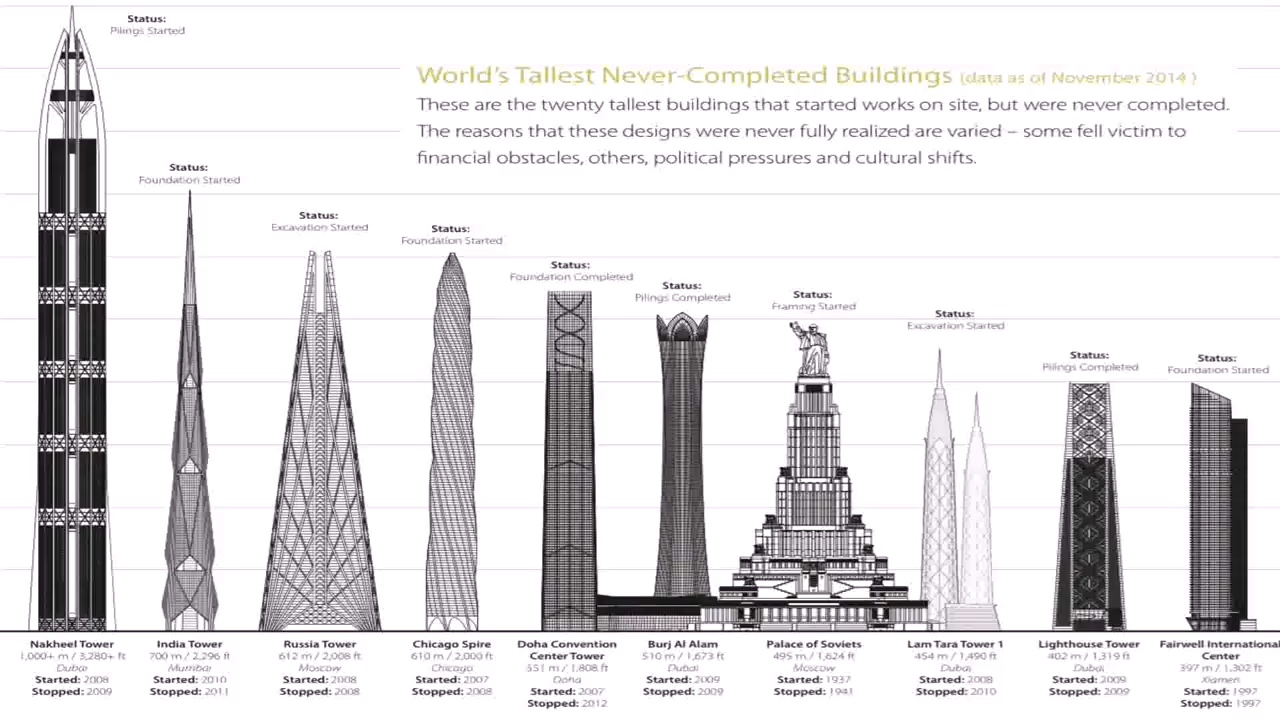 Status:
Pilings Started
World's Tallest Never-Completed Buildings (data as of November 2014 )
These are the twenty tallest buildings that started works on site, but were never completed.
The reasons that these designs were never fully realized are varied – some fell victim to
financial obstacles, others, political pressures and cultural shifts.
Status:
Foundation Started
Status:
Excavation Started
Status:
Foundation Started
Status:
Foundation Completed
Status:
Pilings Completed
Status:
Framing Started
Status:
Excavation Started
Status:
Pilings Completed
Status:
Foundation Started
Nakheel Tower
1,000+ m / 3,280+ ft
Dubai
Started: 2008
Stopped: 2009
India Tower
700 m / 2,296 ft
Mumbai
Started: 2010
Stopped: 2011
Russia Tower
612 m / 2,008 ft
Moscow
Started: 2008
Stopped: 2008
Chicago Spire
610 m / 2,000 ft
Chicago
Started: 2007
Stopped: 2008
Doha Convention
Center Tower
551 m / 1,808 ft
Doha
Started: 2007
Stopped: 2012
Burj Al Alam
510 m / 1,673 ft
Dubai
Started: 2009
Stopped: 2009
Palace of Soviets
495 m / 1,624 ft
Moscow
Started: 1937
Stopped: 1941
Lam Tara Tower 1
454 m / 1,490 ft
Dubai
Started: 2008
Stopped: 2010
Lighthouse Tower
402 m / 1,319 ft
Dubai
Started: 2009
Stopped: 2009
Fairwell International
Center
397 m / 1,302 ft
Xiamen
Started: 1997
Stopped: 1997